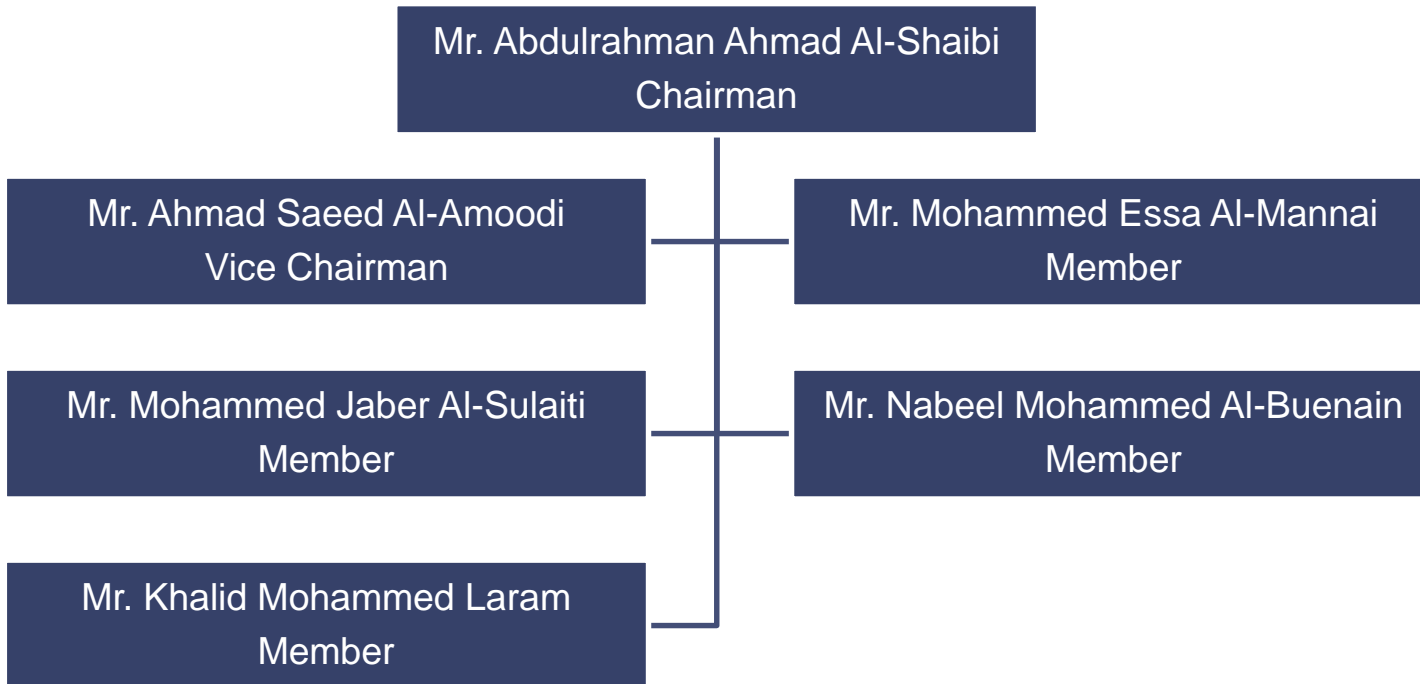 Mr. Abdulrahman Ahmad Al-Shaibi
Chairman
Mr. Ahmad Saeed Al-Amoodi
Vice Chairman
Mr. Mohammed Essa Al-Mannai
Member
Mr. Mohammed Jaber Al-Sulaiti
Member
Mr. Nabeel Mohammed Al-Buenain
Member
Mr. Khalid Mohammed Laram
Member